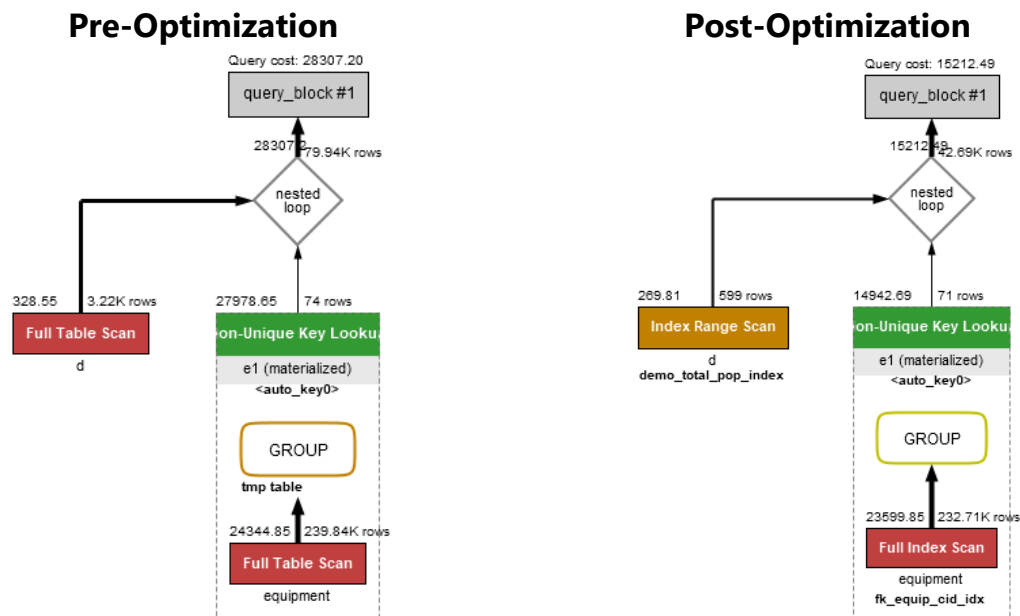 Pre-Optimization
Query cost: 28307.20
query_block #1
79.94K rows
nested
loop
328.55 3.22K rows
Full Table Scan
d
27978.65 74 rows
on-Unique Key Looku
e1 (materialized)
<auto_key0>
GROUP
tmp table
24344.85 239.84K rows
Full Table Scan
equipment
Post-Optimization
Query cost: 15212.49
query_block #1
15212.49 42.69K rows
nested
loop
269.81 599 rows
Index Range Scan
d
demo_total_pop_index
14942.69 71 rows
on-Unique Key Looku
e1 (materialized)
<auto_key0>
GROUP
23599.85 232.71K rows
Full Index Scan
equipment
fk_equip_cid_idx